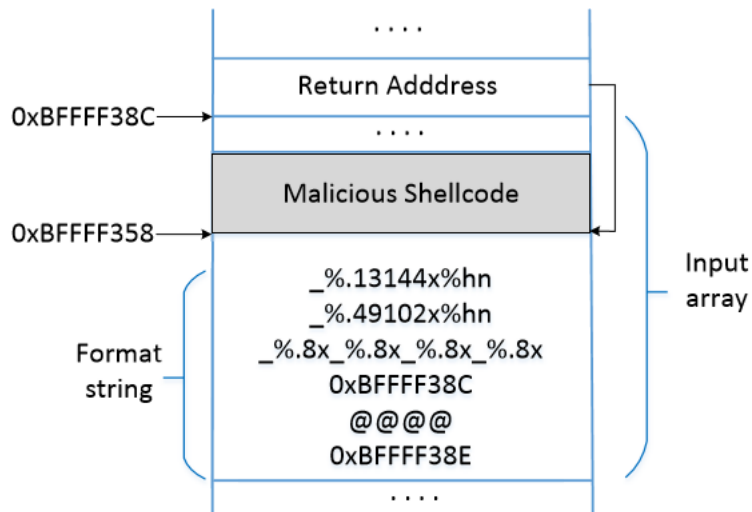 . . . .
Return Adddress
0xBFFFF38C
. . . .
Malicious Shellcode
0xBFFFF358
_%.13144x%hn
_%.49102x%hn
_%.8x_%.8x_%.8x_%.8x
0xBFFFF38C
@@@@
0xBFFFF38E
Format
string
Input
array
. . . .